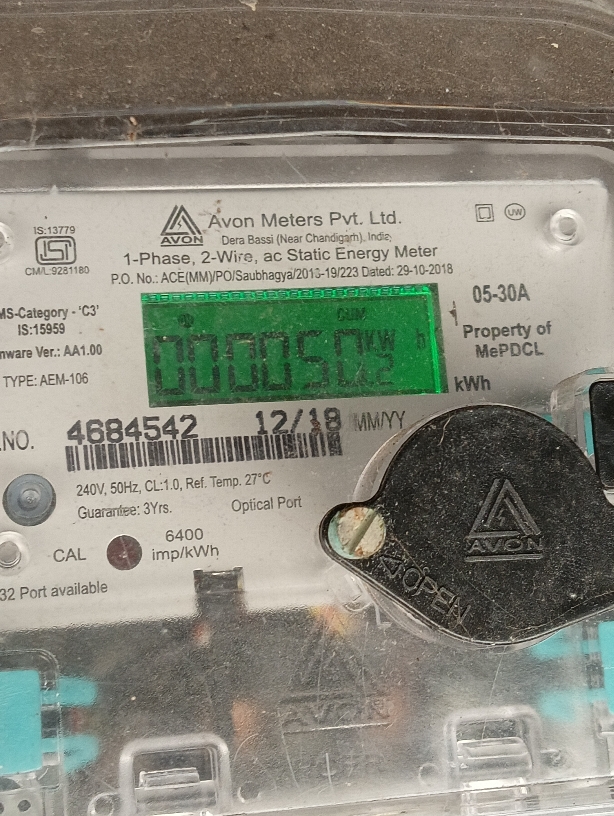 IS:13779
CM/L:9281180
AVON
Avon Meters Pvt. Ltd.
Dera Bassi (Near Chandigarh), India
UW
1-Phase, 2-Wire, ac Static Energy Meter
P.O. No.: ACE(MM)/PO/Saubhagya/2018-19/223 Dated: 29-10-2018
MS-Category - 'C3'
IS:15959
Ver.: AA1.00
TYPE: AEM-106
CUM
kW h
05-30A
Property of
MePDCL
kWh
.NO. 4684542 12/18 MM/YY
240V, 50Hz, CL:1.0, Ref. Temp. 27°C
Guarantee: 3Yrs. Optical Port
CAL
6400
imp/kWh
32 Port available
AVON
OPEN
AVON